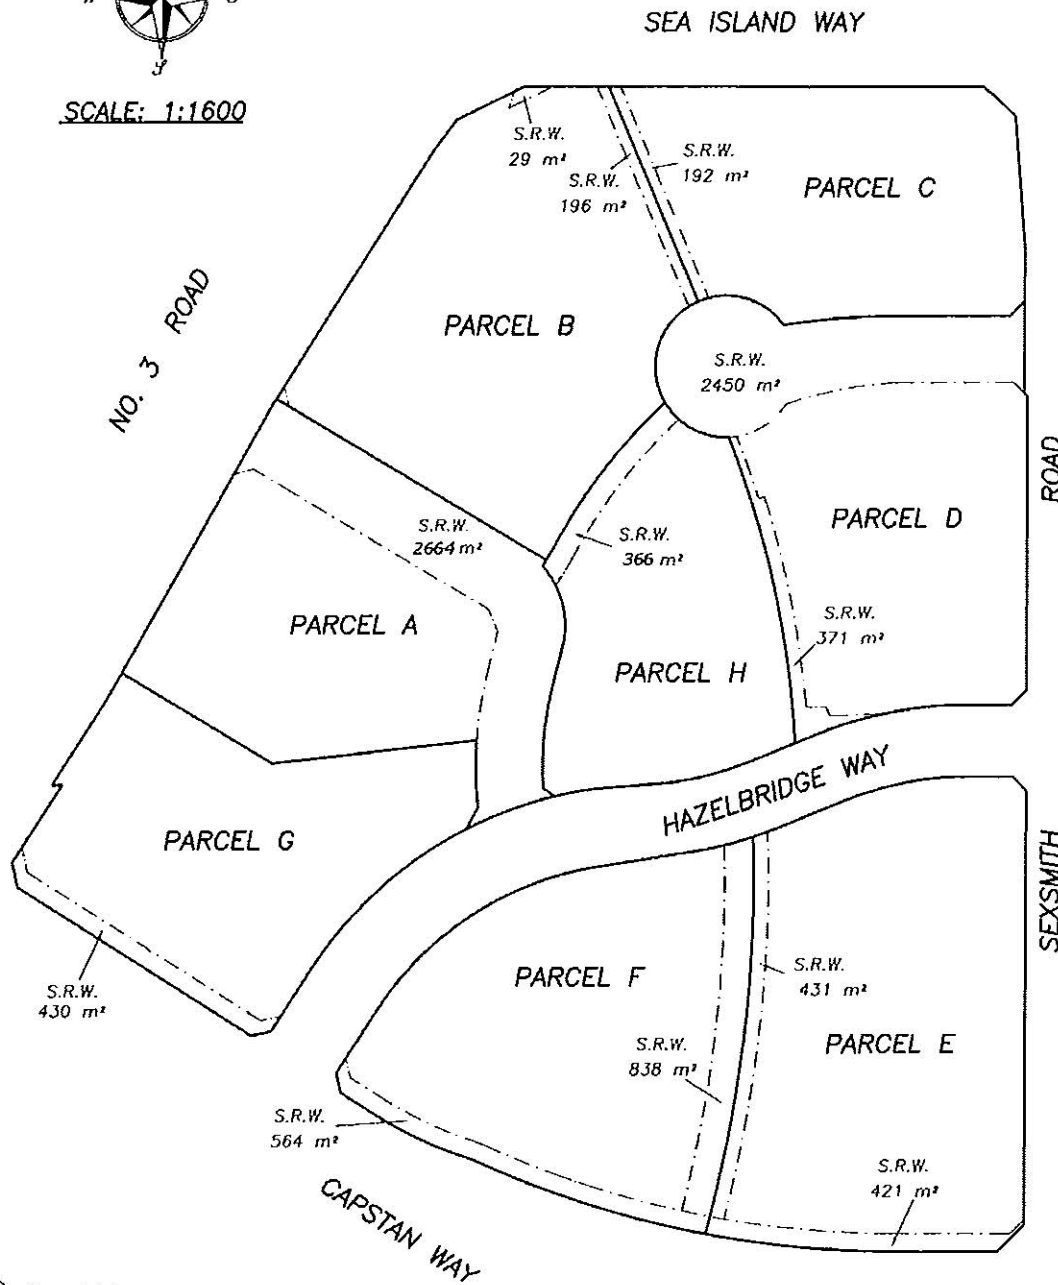 SEA ISLAND WAY
S
SCALE: 1:1600
S.R.W.
29 m²
S.R.W.
192 m²
S.R.W.
196 m²
PARCEL C
NO. 3 ROAD
PARCEL B
S.R.W.
2450 m²
ROAD
S.R.W.
2664 m²
S.R.W.
366 m²
PARCEL D
PARCEL A
S.R.W.
371 m²
PARCEL H
HAZELBRIDGE WAY
PARCEL G
SEXSMITH
PARCEL F
S.R.W.
431 m²
S.R.W.
430 m²
S.R.W.
838 m²
PARCEL E
S.R.W.
564 m²
S.R.W.
421 m²
CAPSTAN WAY